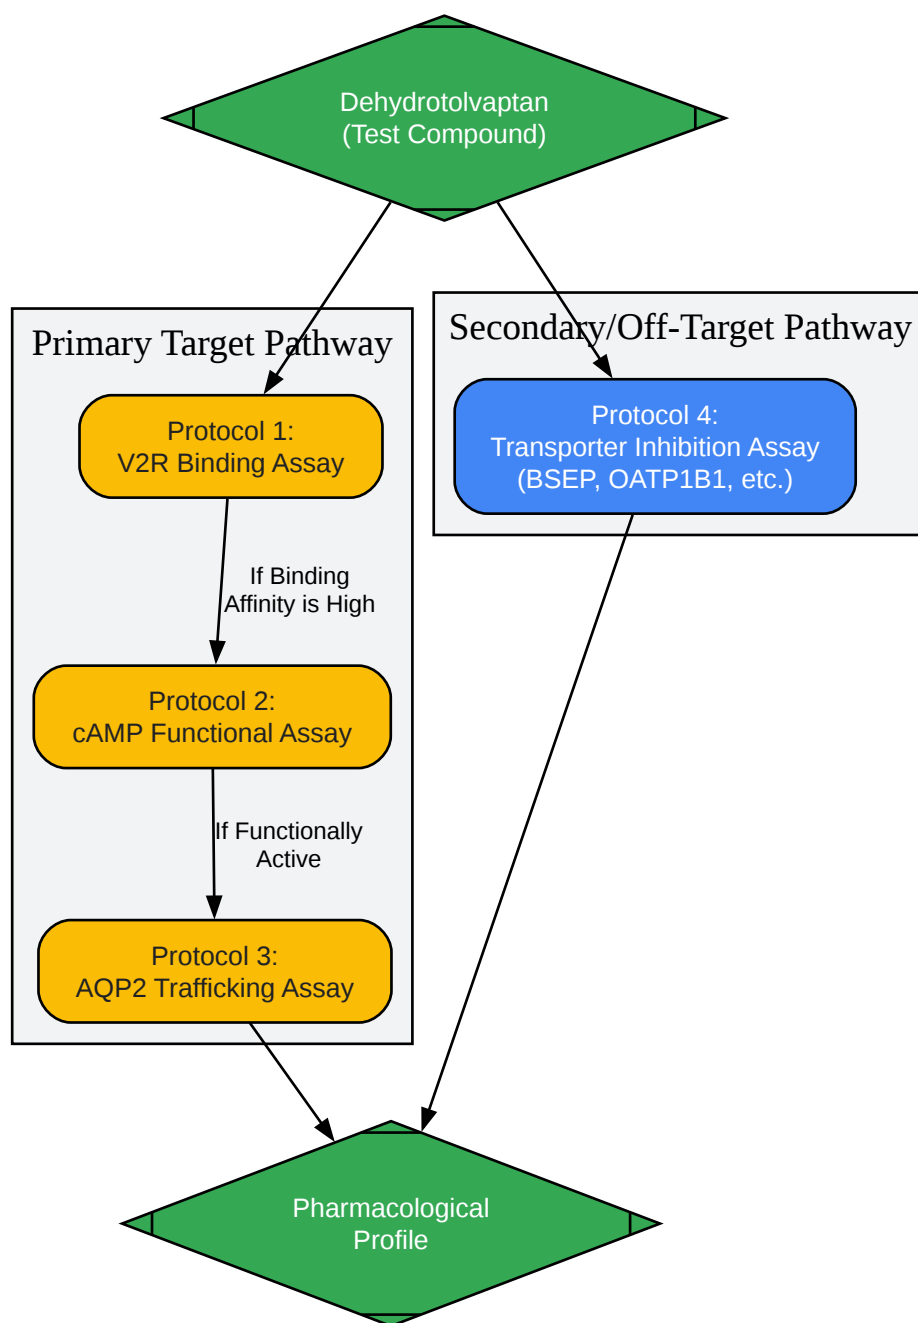 Dehydrotolvaptan
(Test Compound)
Primary Target Pathway
Secondary/Off-Target Pathway
Protocol 1:
V2R Binding Assay
Protocol 4:
Transporter Inhibition Assay
(BSEP, OATP1B1, etc.)
If Binding
Affinity is High
Protocol 2:
cAMP Functional Assay
If Functionally
Active
Protocol 3:
AQP2 Trafficking Assay
Pharmacological
Profile